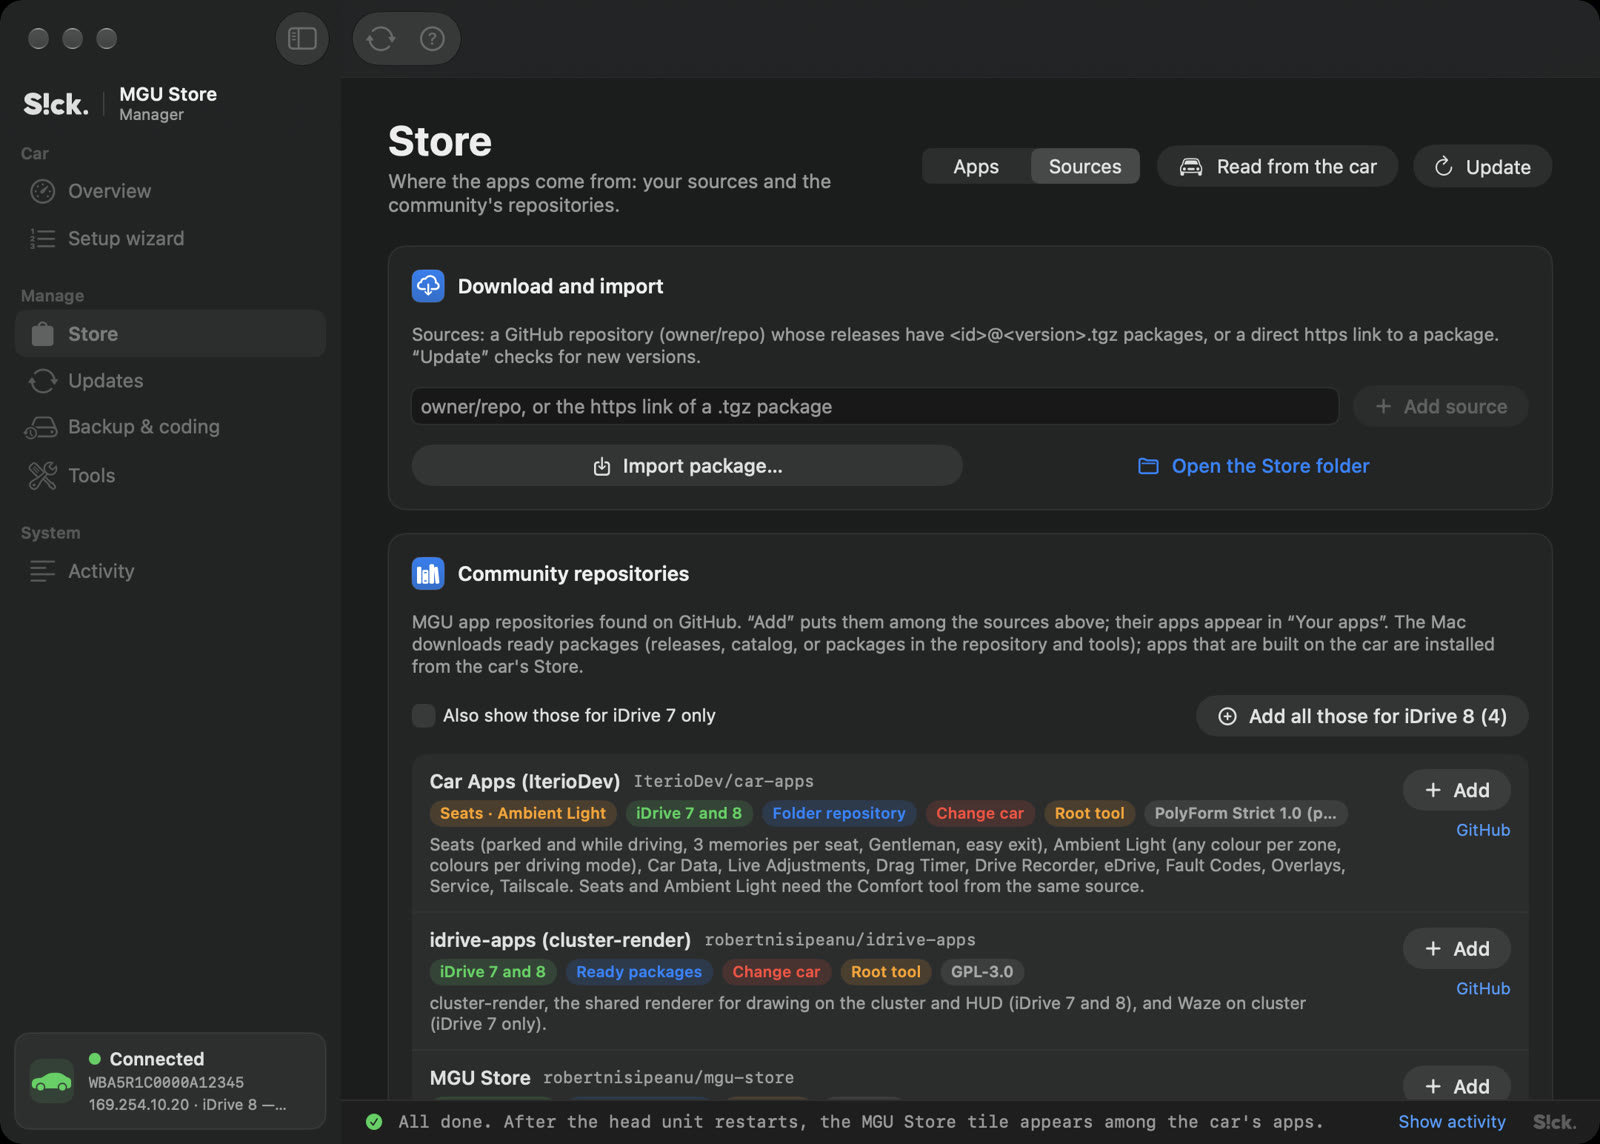 S!ck.
MGU Store
Manager
Car
Overview
Setup wizard
Manage
Store
Updates
Backup & coding
Tools
System
Activity
Connected
WBA5R1C0000A12345
169.254.10.20 · iDrive 8 —...
Store
Where the apps come from: your sources and the
community's repositories.
Apps
Sources
Read from the car
Update
Download and import
Sources: a GitHub repository (owner/repo) whose releases have <id>@<version>.tgz packages, or a direct https link to a package.
“Update” checks for new versions.
owner/repo, or the https link of a .tgz package
Add source
Import package...
Open the Store folder
Community repositories
MGU app repositories found on GitHub. “Add” puts them among the sources above; their apps appear in “Your apps”. The Mac
downloads ready packages (releases, catalog, or packages in the repository and tools); apps that are built on the car are installed
from the car's Store.
Also show those for iDrive 7 only
Add all those for iDrive 8 (4)
Car Apps (IterioDev) IterioDev/car-apps
Add
Seats · Ambient Light iDrive 7 and 8 Folder repository Change car Root tool PolyForm Strict 1.0 (p...
GitHub
Seats (parked and while driving, 3 memories per seat, Gentleman, easy exit), Ambient Light (any colour per zone,
colours per driving mode), Car Data, Live Adjustments, Drag Timer, Drive Recorder, eDrive, Fault Codes, Overlays,
Service, Tailscale. Seats and Ambient Light need the Comfort tool from the same source.
idrive-apps (cluster-render) robertnisipeanu/idrive-apps
Add
iDrive 7 and 8 Ready packages Change car Root tool GPL-3.0
GitHub
cluster-render, the shared renderer for drawing on the cluster and HUD (iDrive 7 and 8), and Waze on cluster
(iDrive 7 only).
MGU Store robertnisipeanu/mgu-store
Add
All done. After the head unit restarts, the MGU Store tile appears among the car's apps.
Show activity
S!ck.